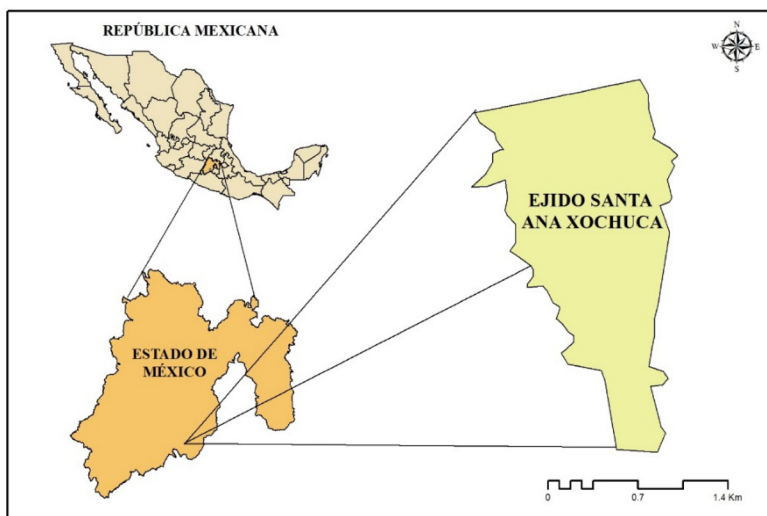 REPÚBLICA MEXICANA
N
W
E
S
EJIDO SANTA
ANA XOCHUCA
ESTADO DE
MÉXICO
0
0.7
1.4 Km